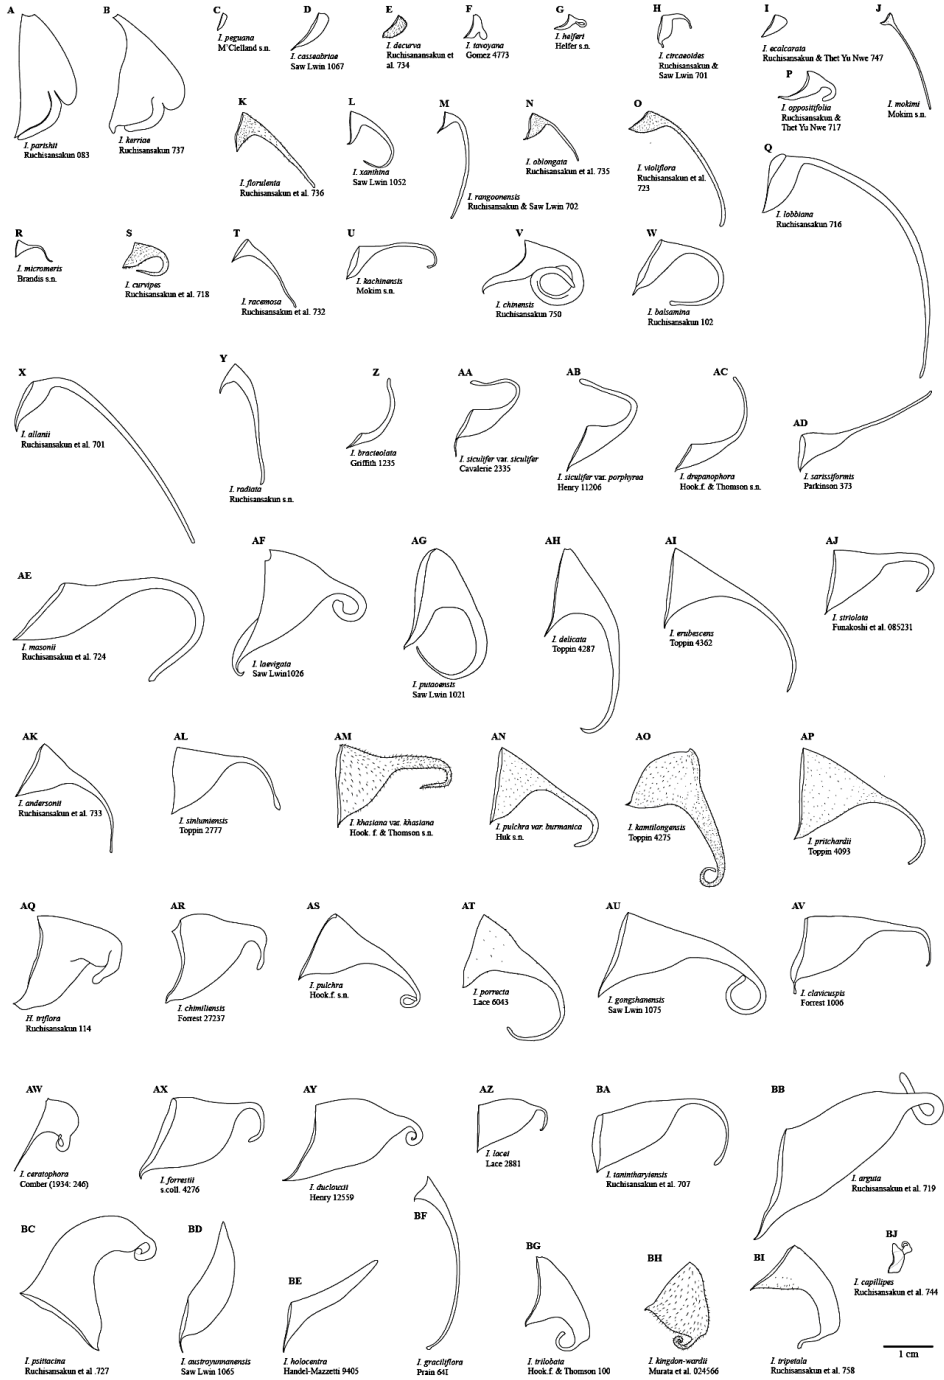 A
I. parishii
Ruchisansakun 083
B
I. kerriae
Ruchisansakun 737
C
I. peguana
M'Clelland s.n.
D
I. casseabriae
Saw Lwin 1067
E
I. decurva
Ruchisanansakun et
al. 734
F
I. tavoyana
Gomez 4773
G
I. helferi
Helfer s.n.
H
I. circaeoides
Ruchisansakun &
Saw Lwin 701
I
I. ecalcarata
Ruchisansakun & Thet Yu Nwe 747
J
I. mokimi
Mokim s.n.
K
I. florulenta
Ruchisansakun et al. 736
L
I. xanthina
Saw Lwin 1052
M
I. rangoonensis
Ruchisansakun & Saw Lwin 702
N
I. oblongata
Ruchisansakun et al. 735
O
I. violiflora
Ruchisansakun et al.
723
P
I. oppositifolia
Ruchisansakun &
Thet Yu Nwe 717
Q
I. lobbiana
Ruchisansakun 716
R
I. micromeris
Brandis s.n.
S
I. curvipes
Ruchisansakun et al. 718
T
I. racemosa
Ruchisansakun et al. 732
U
I. kachinensis
Mokim s.n.
V
I. chinensis
Ruchisansakun 750
W
I. balsamina
Ruchisansakun 102
X
I. allanii
Ruchisansakun et al. 701
Y
I. radiata
Ruchisansakun s.n.
Z
I. bracteolata
Griffith 1235
AA
I. siculifer var. siculifer
Cavalerie 2335
AB
I. siculifer var. porphyrea
Henry 11206
AC
I. drepanophora
Hook.f. & Thomson s.n.
AD
I. sarissiformis
Parkinson 373
AE
I. masonii
Ruchisansakun et al. 724
AF
I. laevigata
Saw Lwin1026
AG
I. putaoensis
Saw Lwin 1021
AH
I. delicata
Toppin 4287
AI
I. erubescens
Toppin 4362
AJ
I. striolata
Funakoshi et al. 085231
AK
I. andersonii
Ruchisansakun et al. 733
AL
I. sinlumiensis
Toppin 2777
AM
I. khasiana var. khasiana
Hook. f. & Thomson s.n.
AN
I. pulchra var. burmanica
Huk s.n.
AO
I. kamtilongensis
Toppin 4275
AP
I. pritchardii
Toppin 4093
AQ
H. triflora
Ruchisansakun 114
AR
I. chimiliensis
Forrest 27237
AS
I. pulchra
Hook.f. s.n.
AT
I. porrecta
Lace 6043
AU
I. gongshanensis
Saw Lwin 1075
AV
I. clavicuspis
Forrest 1006
AW
I. ceratophora
Comber (1934: 246)
AX
I. forrestii
s.coll. 4276
AY
I. duclouxii
Henry 12559
AZ
I. lacei
Lace 2881
BA
I. tanintharyiensis
Ruchisansakun et al. 707
BB
I. arguta
Ruchisansakun et al. 719
BC
I. psittacina
Ruchisansakun et al .727
BD
I. austroyunnanensis
Saw Lwin 1065
BE
I. holocentra
Handel-Mazzetti 9405
BF
I. graciliflora
Prain 641
BG
I. trilobata
Hook.f. & Thomson 100
BH
I. kingdon-wardii
Murata et al. 024566
BI
I. tripetala
Ruchisansakun et al. 758
BJ
I. capillipes
Ruchisansakun et al. 744
1 cm